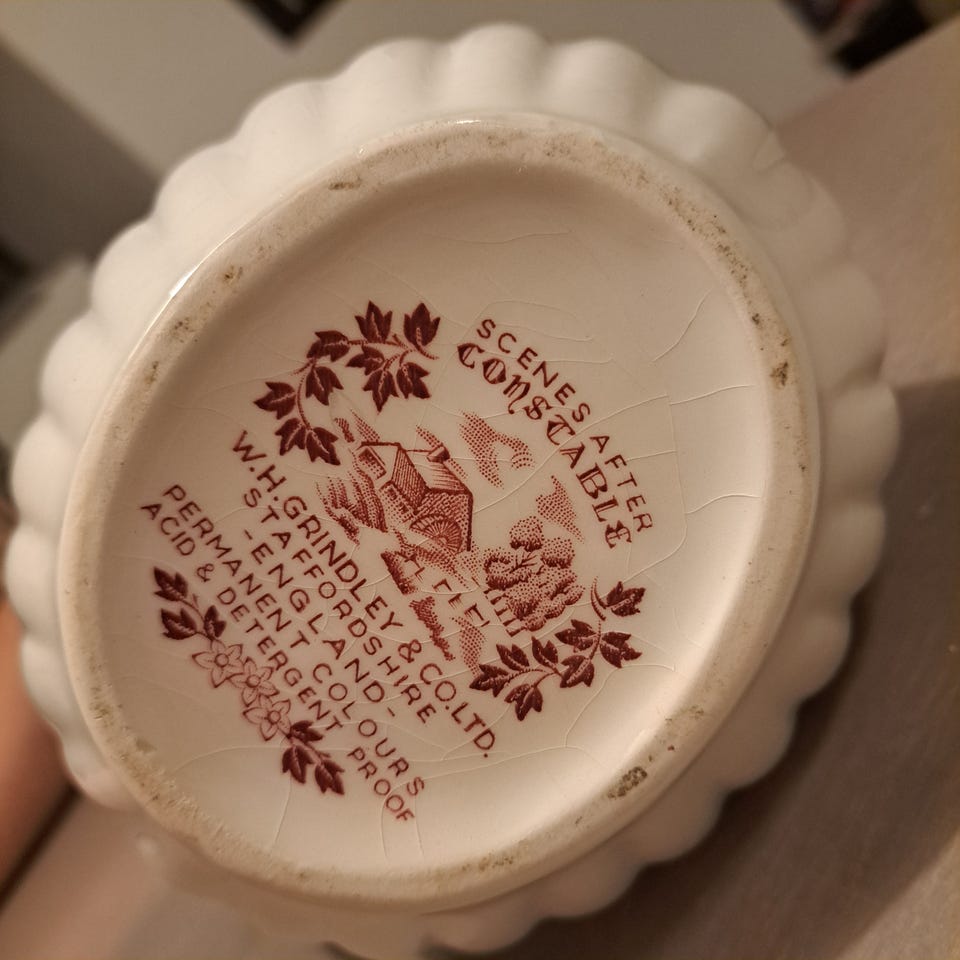 SCENES AFTER
CONSTABLE
W.H. GRINDLEY & CO. LTD.
STAFFORDSHIRE
-ENGLAND-
PERMANENT COLOURS
ACID & DETERGENT PROOF